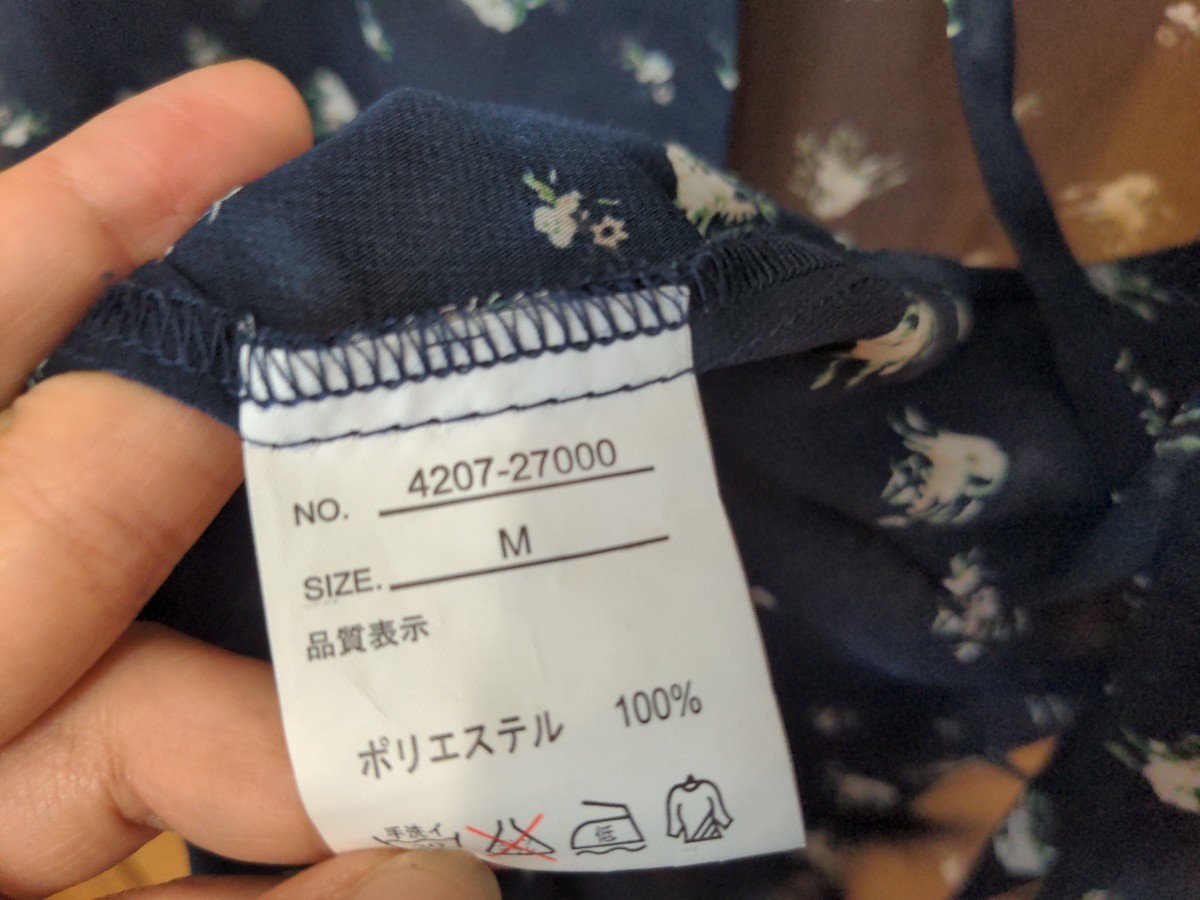 NO. 4207-27000
SIZE. M
品質表示
ポリエステル 100%
手洗イ
低